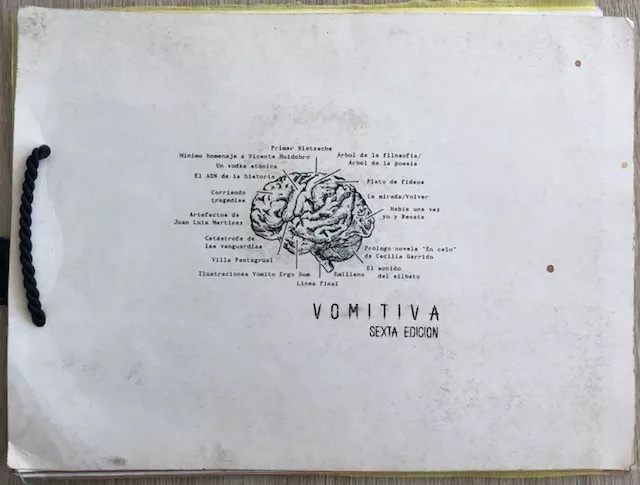 Primer Nietzsche
Mínimo homenaje a Vicente Huidobro
Arbol de la filosofía/
Arbol de la poesía
Un vodka atómica
El ADN de la historia
Plato de fideos
Corriendo
tragedias
La mirada/Volver
Había una vez
yo y Renata
Artefactos de
Juan Luis Martínez
Catástrofe de
las vanguardias
Prólogo novela "En celo"
de Cecilia Garrido
Villa Pantagruel
El sonido
del silbato
Ilustraciones Vomito Ergo Sum
Emiliano
Línea final
VOMITIVA
SEXTA EDICION